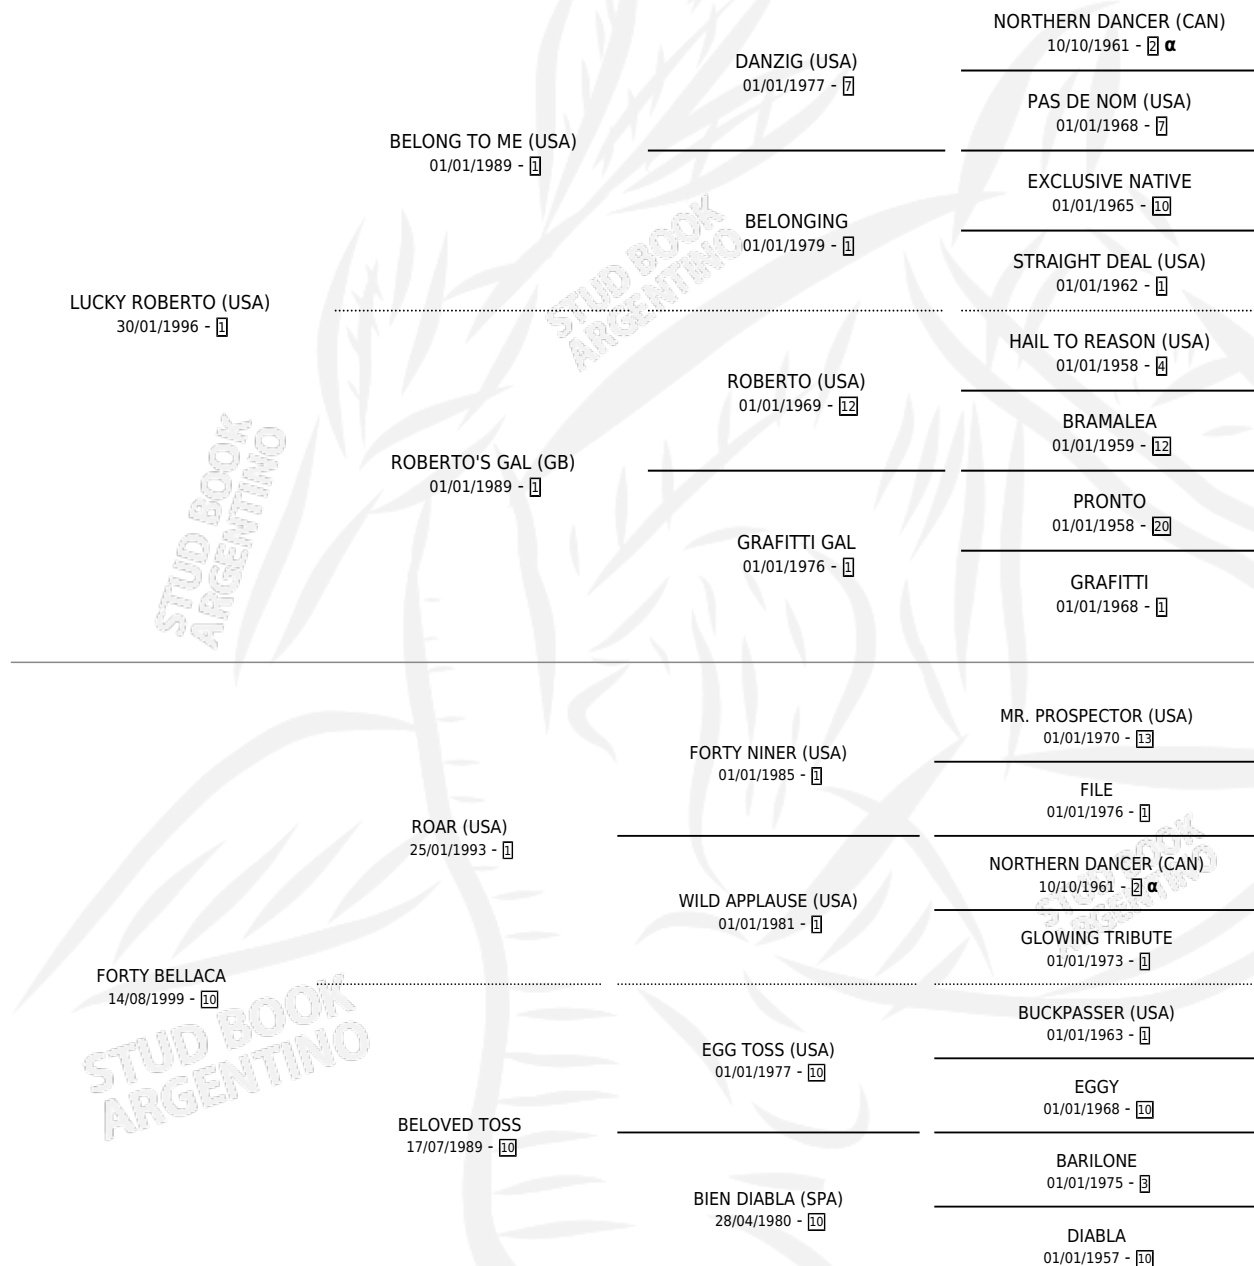 NORTHERN DANCER (CAN)
10/10/1961 - 2 α
DANZIG (USA)
01/01/1977 - 7
PAS DE NOM (USA)
01/01/1968 - 7
BELONG TO ME (USA)
01/01/1989 - 1
EXCLUSIVE NATIVE
01/01/1965 - 10
BELONGING
01/01/1979 - 1
STRAIGHT DEAL (USA)
01/01/1962 - 1
LUCKY ROBERTO (USA)
30/01/1996 - 1
HAIL TO REASON (USA)
01/01/1958 - 4
ROBERTO (USA)
01/01/1969 - 12
BRAMALEA
01/01/1959 - 12
ROBERTO'S GAL (GB)
01/01/1989 - 1
PRONTO
01/01/1958 - 20
GRAFITTI GAL
01/01/1976 - 1
GRAFITTI
01/01/1968 - 1
MR. PROSPECTOR (USA)
01/01/1970 - 13
FORTY NINER (USA)
01/01/1985 - 1
FILE
01/01/1976 - 1
ROAR (USA)
25/01/1993 - 1
NORTHERN DANCER (CAN)
10/10/1961 - 2 α
WILD APPLAUSE (USA)
01/01/1981 - 1
GLOWING TRIBUTE
01/01/1973 - 1
FORTY BELLACA
14/08/1999 - 10
BUCKPASSER (USA)
01/01/1963 - 1
EGG TOSS (USA)
01/01/1977 - 10
EGGY
01/01/1968 - 10
BELOVED TOSS
17/07/1989 - 10
BARILONE
01/01/1975 - 3
BIEN DIABLA (SPA)
28/04/1980 - 10
DIABLA
01/01/1957 - 10
STUD BOOK
ARGENTINO
STUD BOOK
ARGENTINO
STUD BOOK
ARGENTINO
STUD BOOK
ARGENTINO